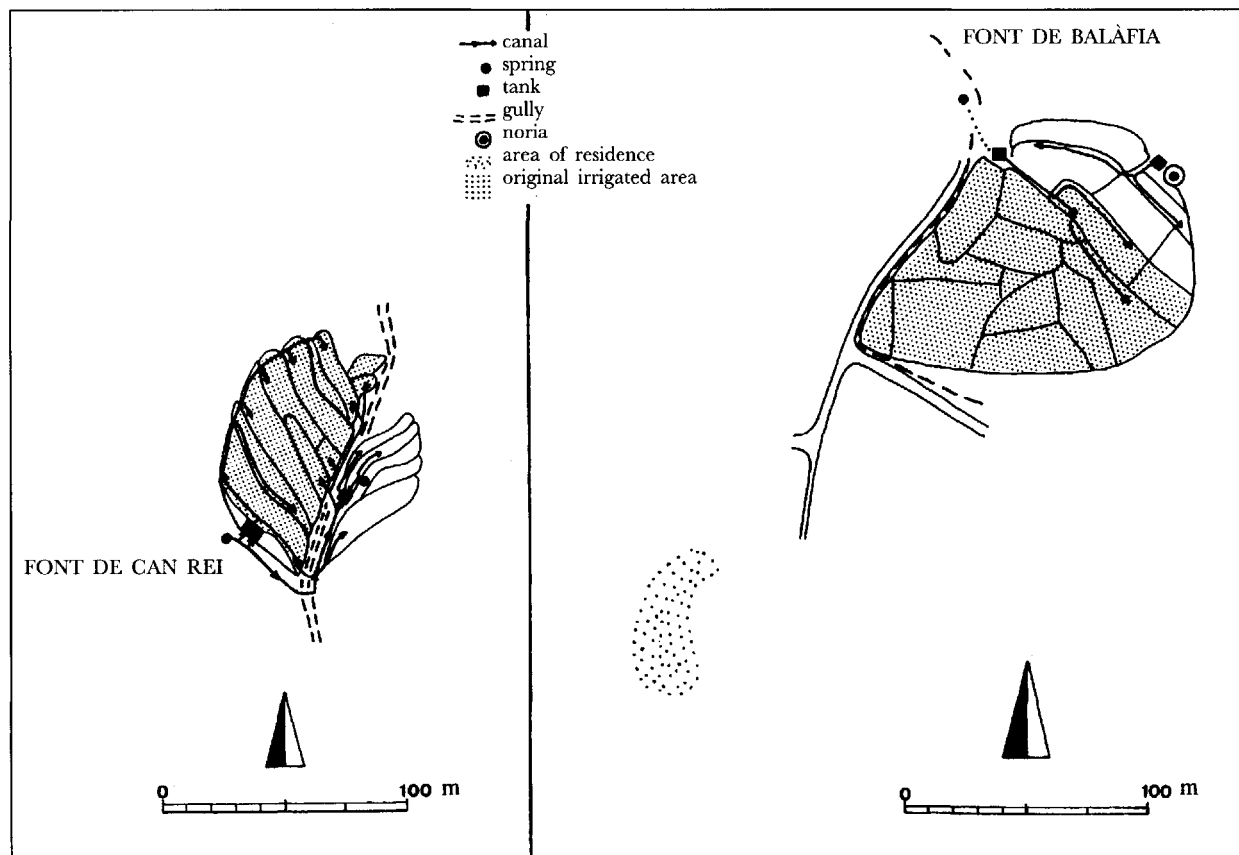 FONT DE BALÀFIA
canal
spring
tank
gully
noria
area of residence
original irrigated area
FONT DE CAN REI
0 100 m
0 100 m